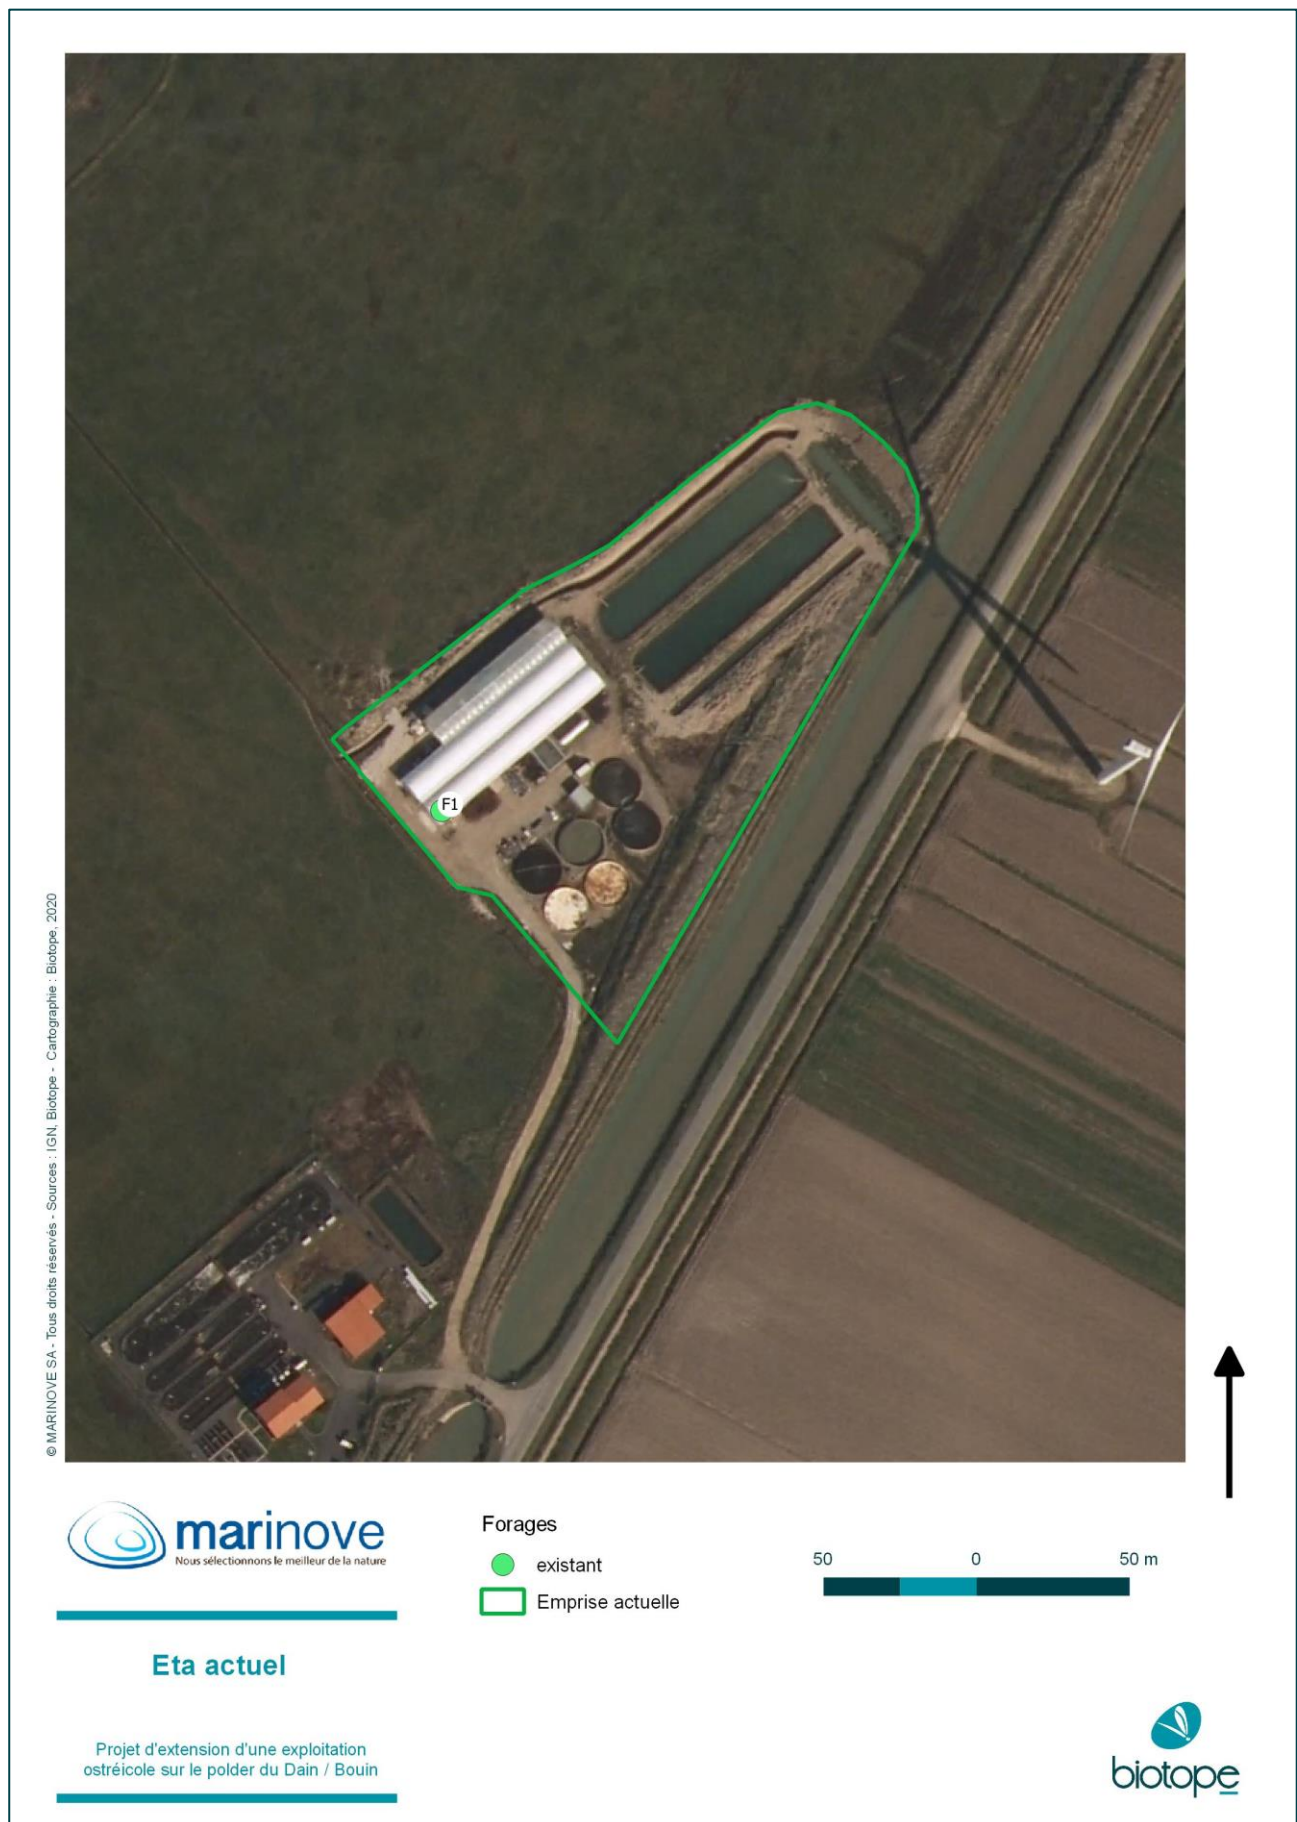 F1
© MARINOVE SA - Tous droits réservés - Sources : IGN, Biotope - Cartographie : Biotope, 2020
marinove
Nous sélectionnons le meilleur de la nature
Eta actuel
Projet d'extension d'une exploitation
ostréicole sur le polder du Dain / Bouin
Forages
existant
Emprise actuelle
50 0 50 m
biotope